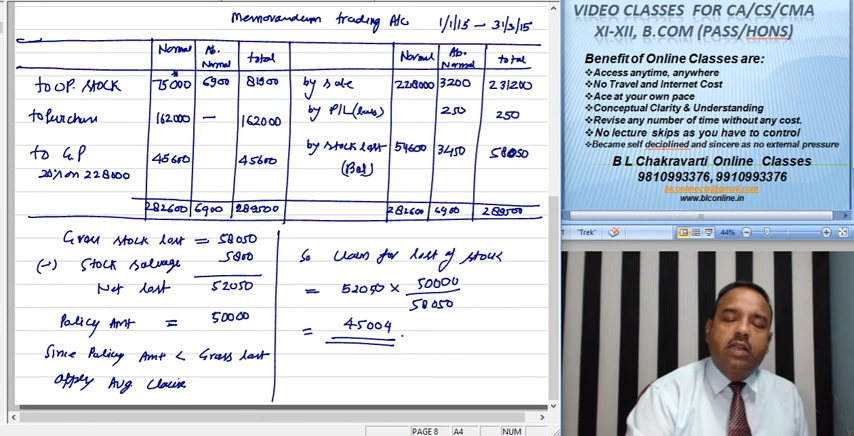 Memorandum trading A/c 1/1/15 - 31/3/15
Normal Ab. Normal total Normal Ab. Normal total
to OP. STOCK 75000 6900 81900 by sale 228000 3200 231200
to Purchase 162000 — 162000 by P/L (loss) 250 250
to G.P 45600 45600 by stock lost 54600 3450 58050
20% on 228000 (Bal)
282600 6900 289500 282600 6900 289500
Gross stock lost = 58050
(-) Stock salvage 5800
Net lost 52050
Policy Amt = 50000
Since Policy Amt < Gross lost
apply Avg Clause
So claim for lost of stock
= 52050 × 50000
58050
= 45004
VIDEO CLASSES FOR CA/CS/CMA
XI-XII, B.COM (PASS/HONS)
Benefit of Online Classes are:
❖Access anytime, anywhere
❖No Travel and Internet Cost
❖Ace at your own pace
❖Conceptual Clarity & Understanding
❖Revise any number of time without any cost.
❖No lecture skips as you have to control
❖Became self deciplined and sincere as no external pressure
B L Chakravarti Online Classes
9810993376, 9910993376
blconlinech@gmail.com
www.blconline.in
1 "Trek" 44%
PAGE 8 A4 NUM